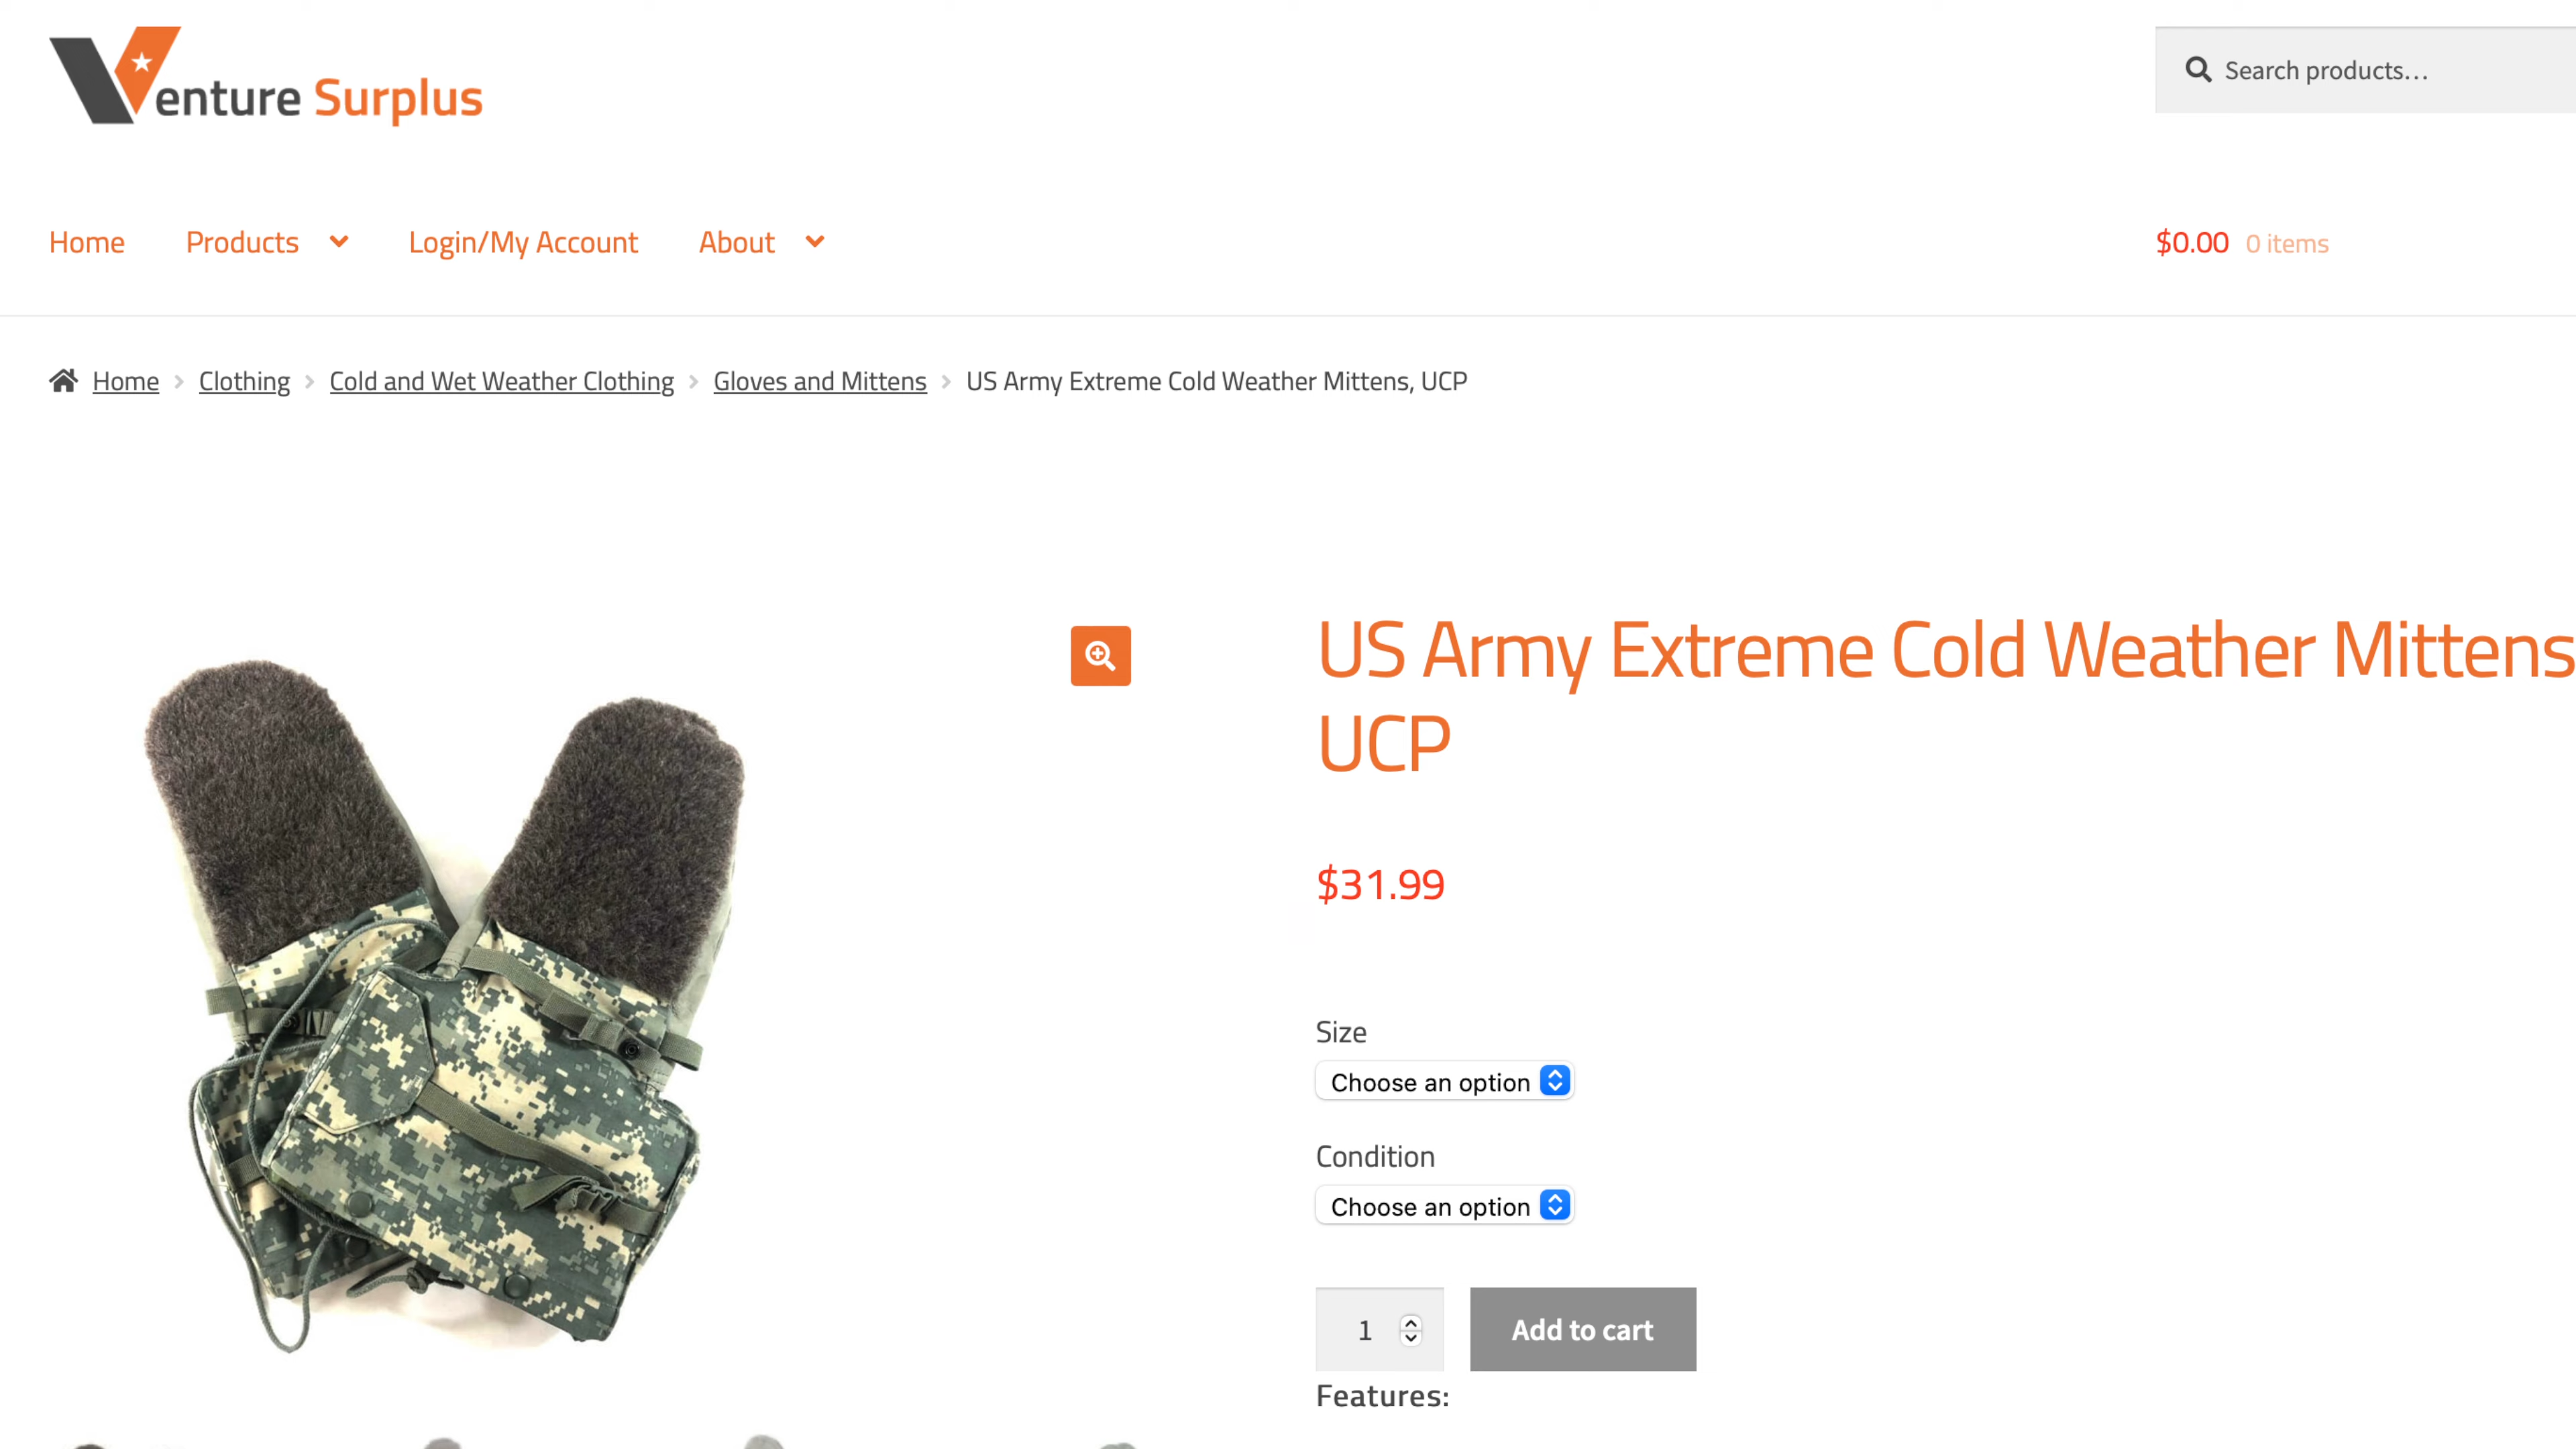 Venture Surplus
Search products…
Home Products Login/My Account About $0.00 0 items
Home Clothing Cold and Wet Weather Clothing Gloves and Mittens US Army Extreme Cold Weather Mittens, UCP
US Army Extreme Cold Weather Mittens
UCP
$31.99
Size
Choose an option
Condition
Choose an option
1 Add to cart
Features: